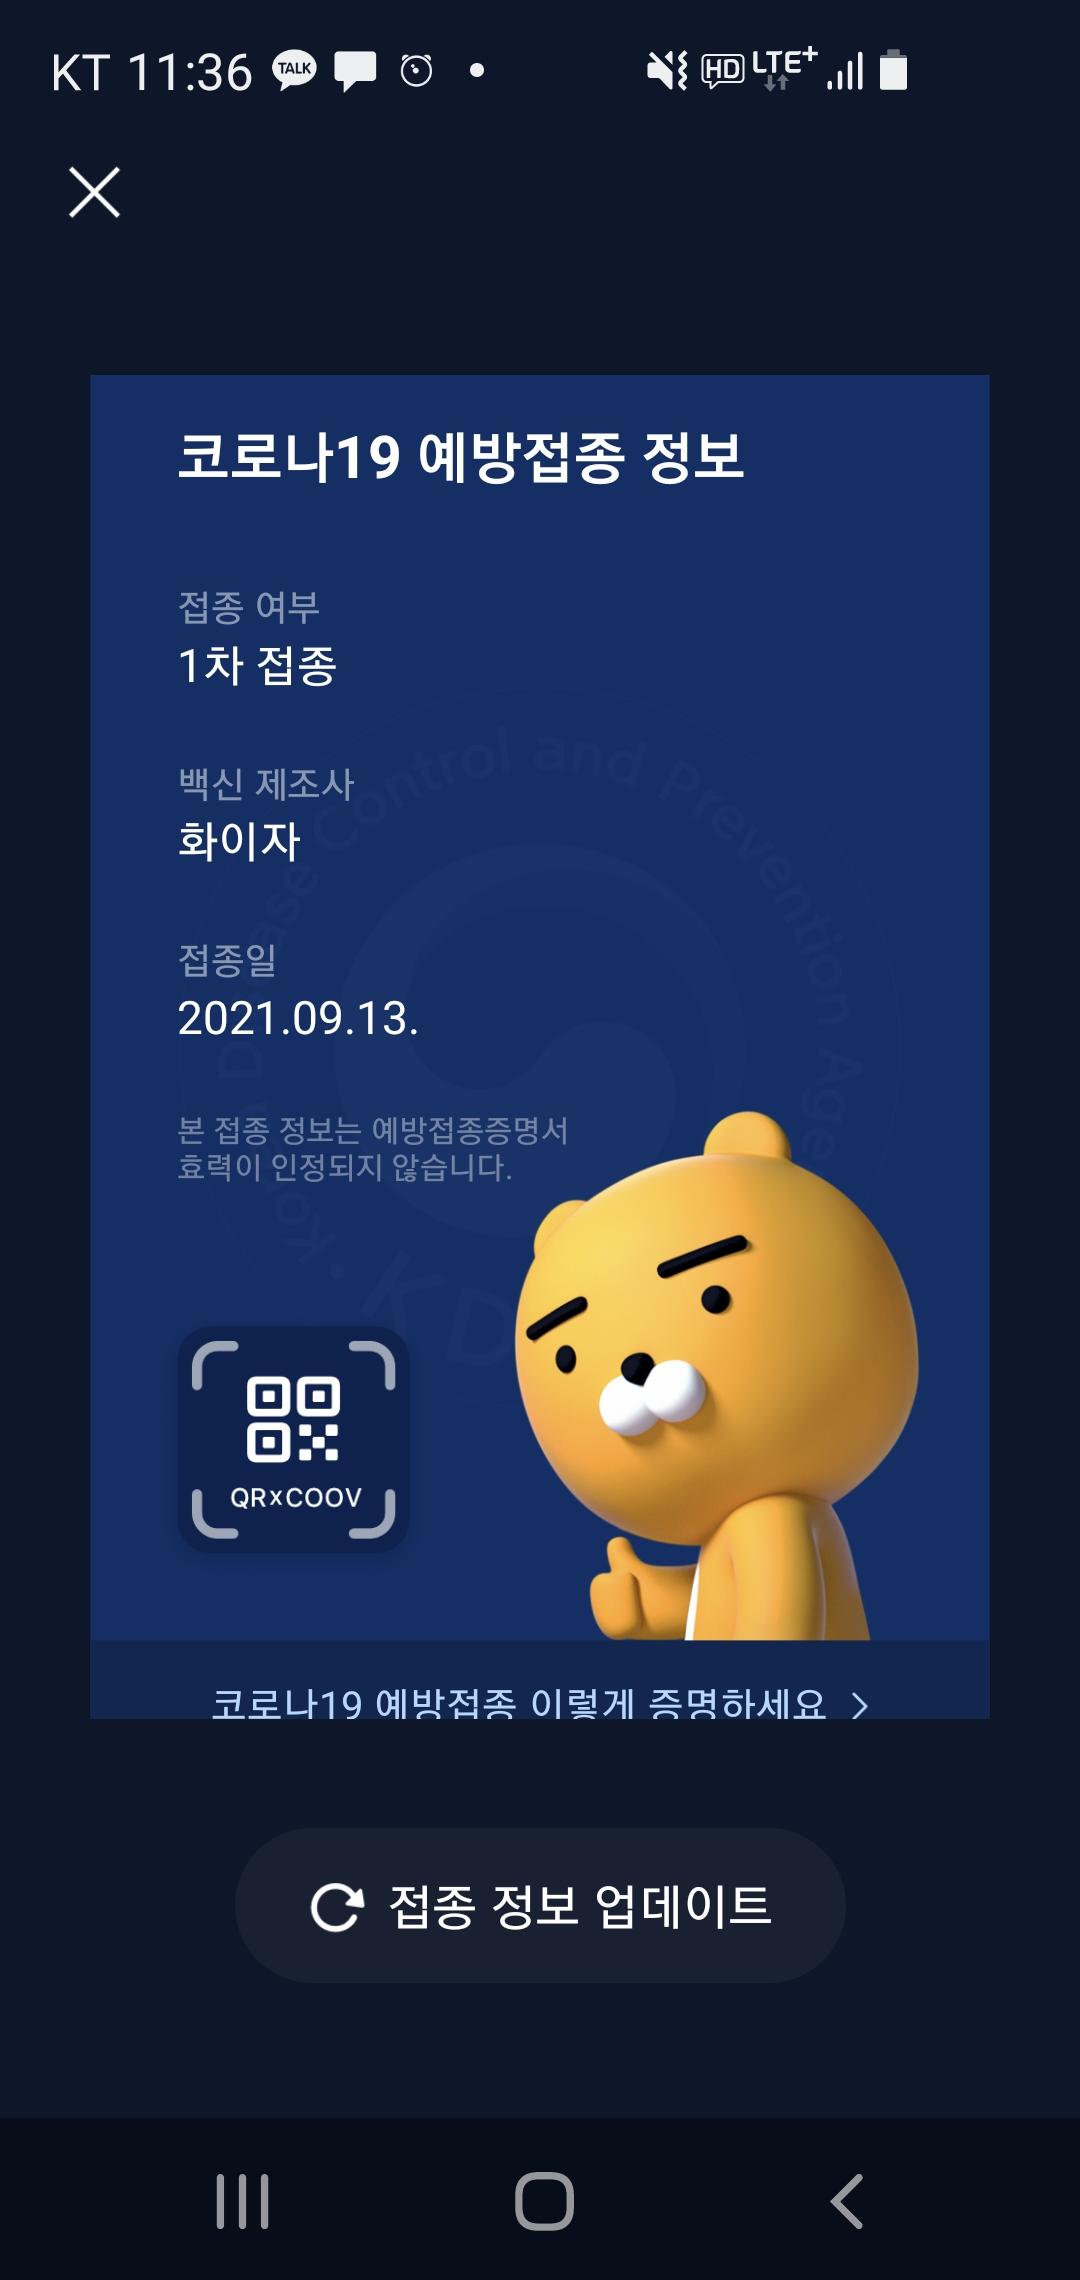 KT 11:36 TALK HD LTE+
코로나19 예방접종 정보
접종 여부
1차 접종
백신 제조사
화이자
접종일
2021.09.13.
본 접종 정보는 예방접종증명서
효력이 인정되지 않습니다.
Korea Disease Control and Prevention Age
KD
QRxCOOV
코로나19 예방접종 이렇게 증명하세요
접종 정보 업데이트